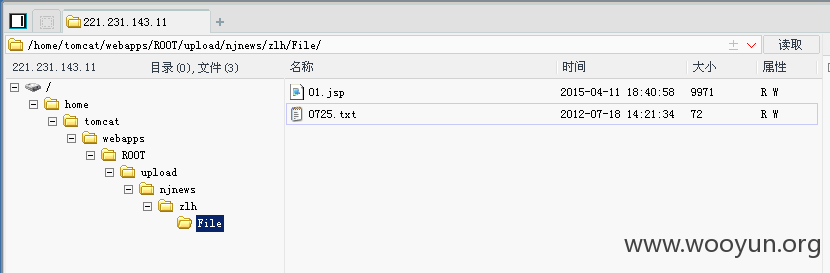 221.231.143.11
/home/tomcat/webapps/ROOT/upload/njnews/zlh/File/ 读取
221.231.143.11 目录(0),文件(3) 名称 时间 大小 属性
/
home
tomcat
webapps
ROOT
upload
njnews
zlh
File
01.jsp 2015-04-11 18:40:58 9971 R W
0725.txt 2012-07-18 14:21:34 72 R W
www.wooyun.org